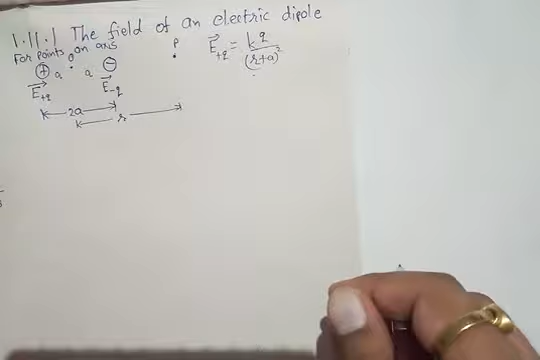 1.11.1 The field of an electric dipole
For points on axis
O P
+ a a −
E⃗+q E⃗-q
2a
r
E⃗+q = kq/(r+a)²